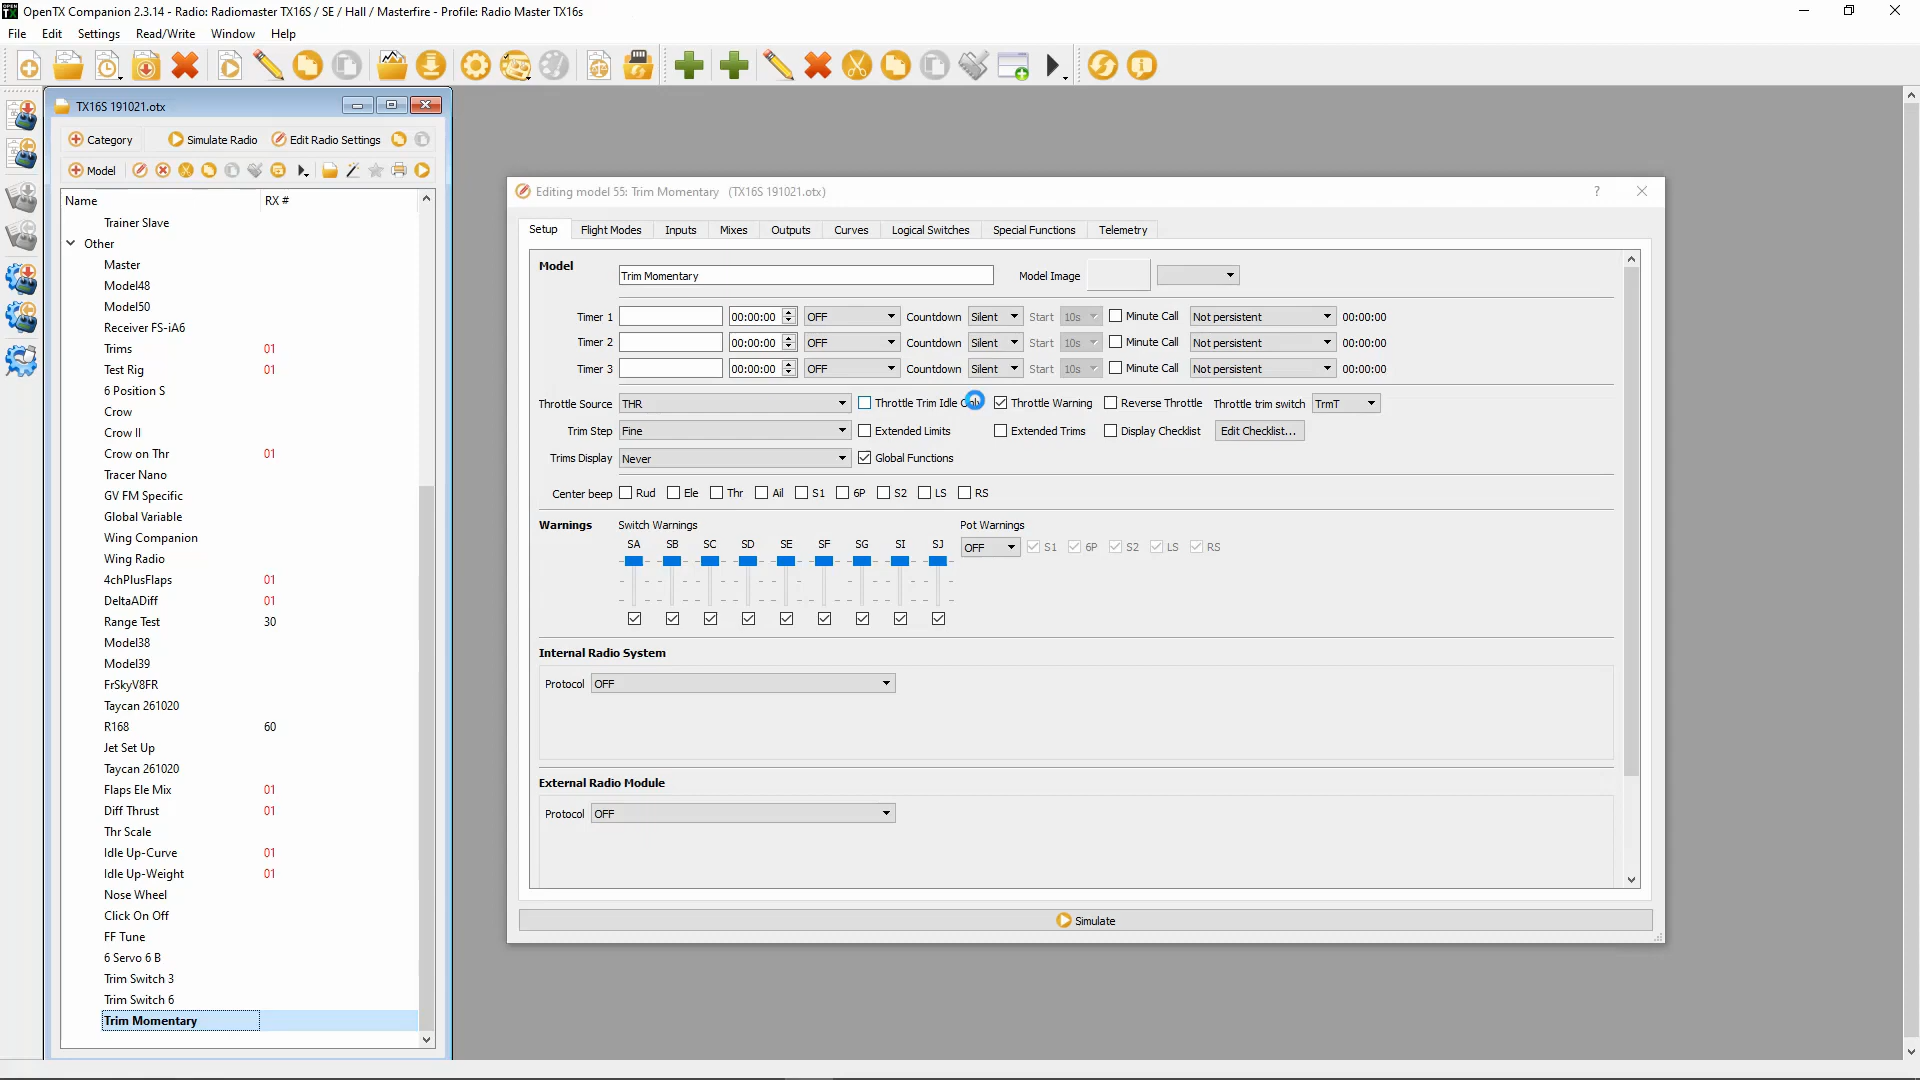 OpenTX Companion 2.3.14 - Radio: Radiomaster TX16S / SE / Hall / Masterfire - Profile: Radio Master TX16s
File Edit Settings Read/Write Window Help
TX16S 191021.otx
Category Simulate Radio Edit Radio Settings
Model
Name RX #
Trainer Slave
Other
Master
Model48
Model50
Receiver FS-iA6
Trims 01
Test Rig 01
6 Position S
Crow
Crow II
Crow on Thr 01
Tracer Nano
GV FM Specific
Global Variable
Wing Companion
Wing Radio
4chPlusFlaps 01
DeltaADiff 01
Range Test 30
Model38
Model39
FrSkyV8FR
Taycan 261020
R168 60
Jet Set Up
Taycan 261020
Flaps Ele Mix 01
Diff Thrust 01
Thr Scale
Idle Up-Curve 01
Idle Up-Weight 01
Nose Wheel
Click On Off
FF Tune
6 Servo 6 B
Trim Switch 3
Trim Switch 6
Trim Momentary
Editing model 55: Trim Momentary (TX16S 191021.otx) ?
Setup Flight Modes Inputs Mixes Outputs Curves Logical Switches Special Functions Telemetry
Model Trim Momentary Model Image
Timer 1 00:00:00 OFF Countdown Silent Start 10s Minute Call Not persistent 00:00:00
Timer 2 00:00:00 OFF Countdown Silent Start 10s Minute Call Not persistent 00:00:00
Timer 3 00:00:00 OFF Countdown Silent Start 10s Minute Call Not persistent 00:00:00
Throttle Source THR Throttle Trim Idle Only Throttle Warning Reverse Throttle Throttle trim switch TrmT
Trim Step Fine Extended Limits Extended Trims Display Checklist Edit Checklist...
Trims Display Never Global Functions
Center beep Rud Ele Thr Ail S1 6P S2 LS RS
Warnings Switch Warnings Pot Warnings
SA SB SC SD SE SF SG SI SJ OFF S1 6P S2 LS RS
Internal Radio System
Protocol OFF
External Radio Module
Protocol OFF
Simulate